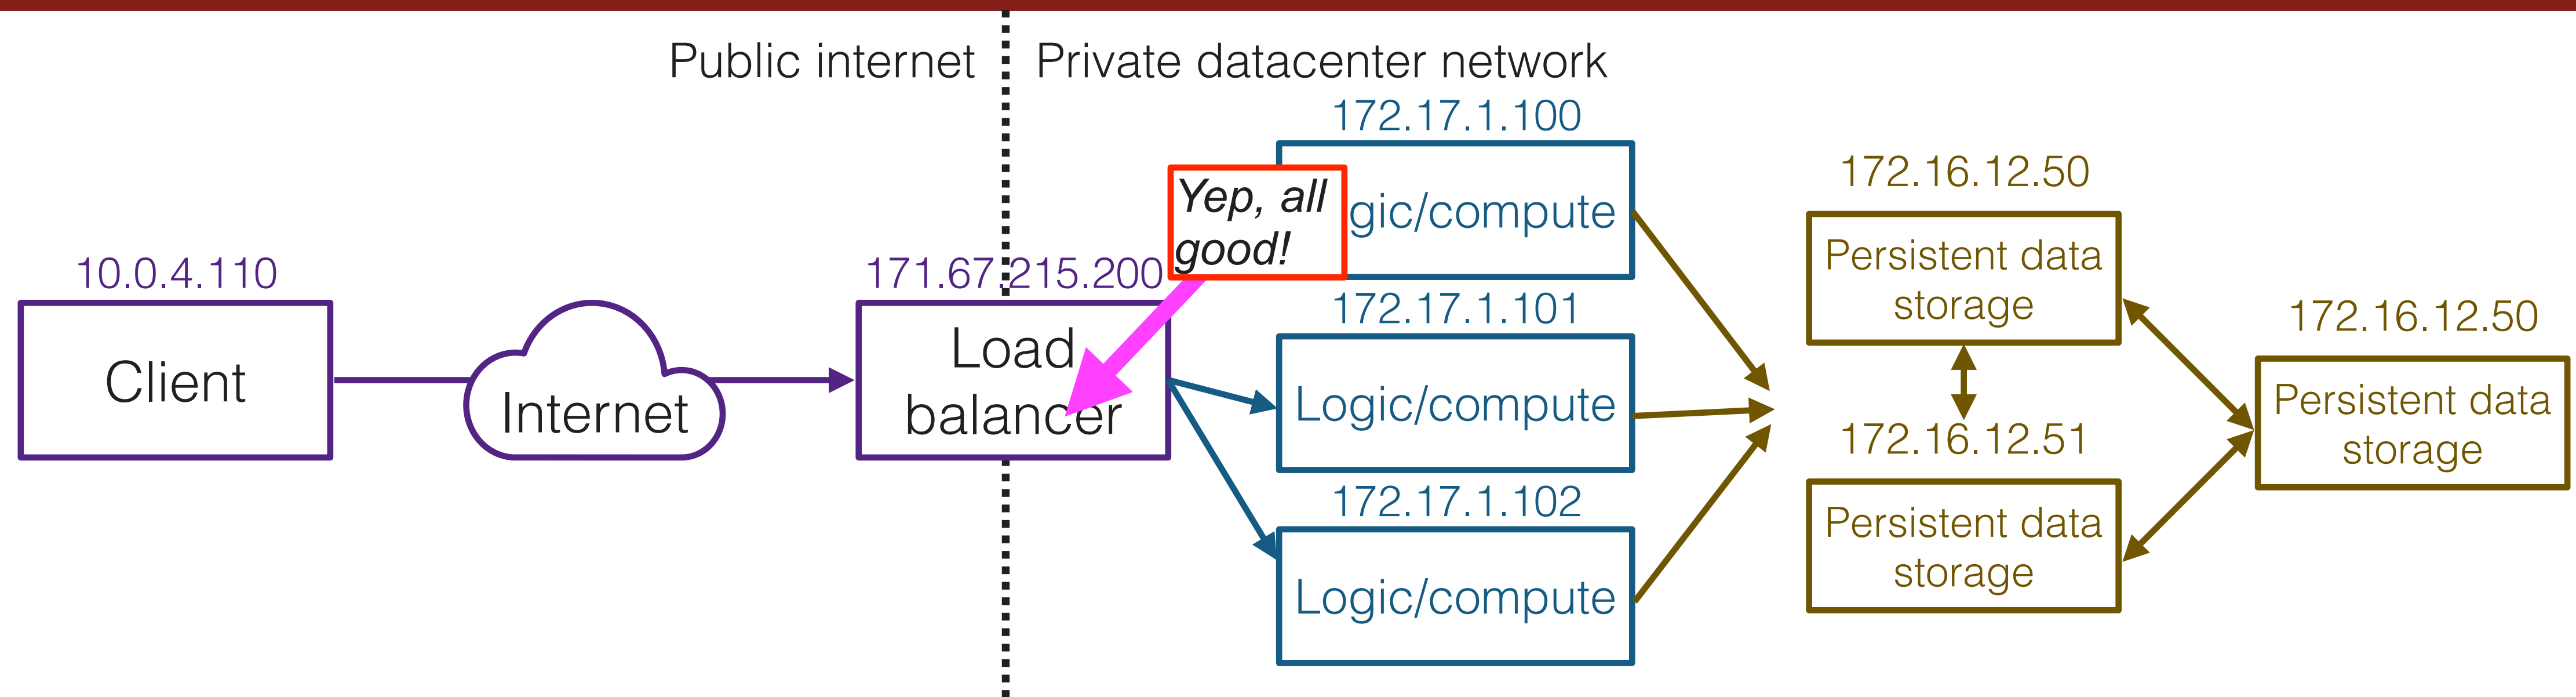 Public internet
Private datacenter network
172.17.1.100
Yep, all
good!
gic/compute
10.0.4.110
Client
Internet
171.67.215.200
Load
balancer
172.17.1.101
Logic/compute
172.17.1.102
Logic/compute
172.16.12.50
Persistent data
storage
172.16.12.51
Persistent data
storage
172.16.12.50
Persistent data
storage